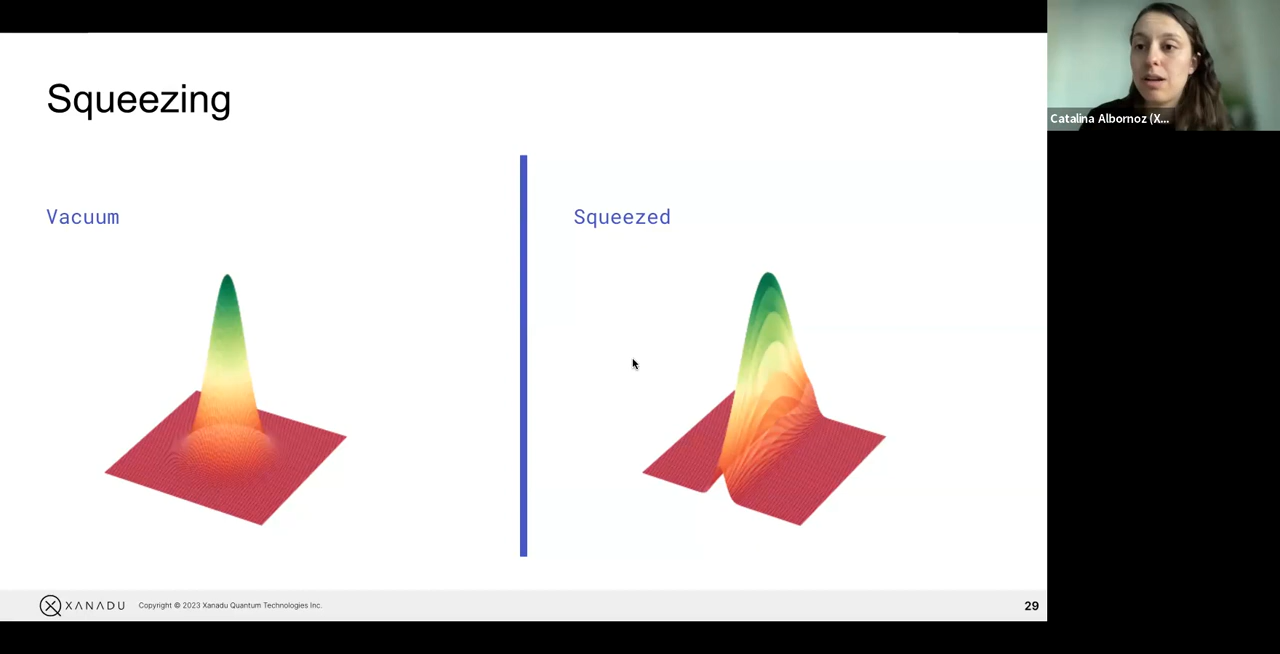 Squeezing
Vacuum
Squeezed
Catalina Albornoz (X...
XANADU
Copyright © 2023 Xanadu Quantum Technologies Inc.
29